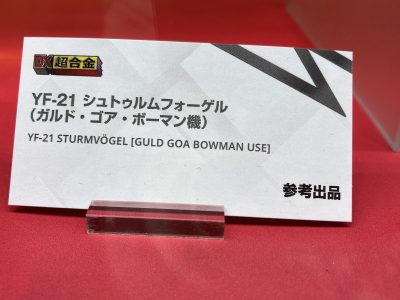 DX超合金
YF-21 シュトゥルムフォーゲル
（ガルド・ゴア・ボーマン機）
YF-21 STURMVÖGEL [GULD GOA BOWMAN USE]
参考出品